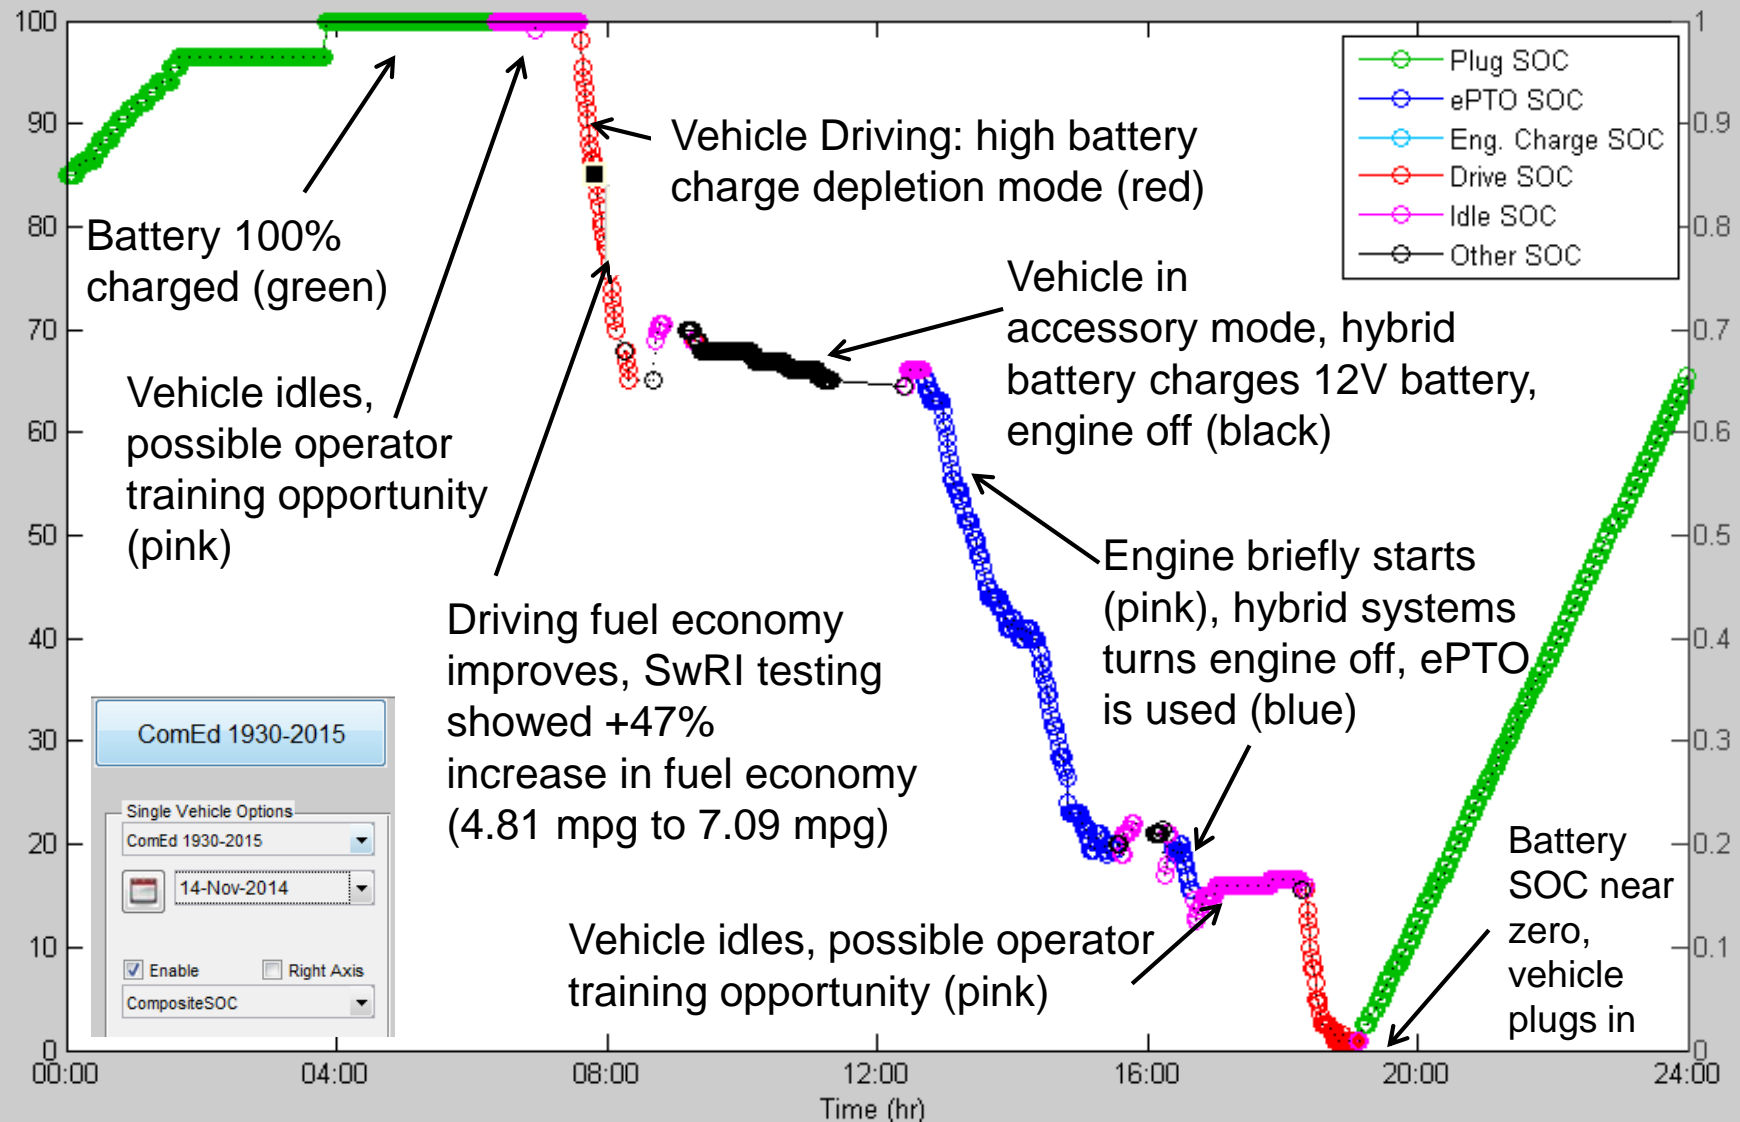 100
90
80
70
60
50
40
30
20
10
0
1
0.9
0.8
0.7
0.6
0.5
0.4
0.3
0.2
0.1
0
00:00
04:00
08:00
12:00
16:00
20:00
24:00
Time (hr)
Plug SOC
ePTO SOC
Eng. Charge SOC
Drive SOC
Idle SOC
Other SOC
Battery 100%
charged (green)
Vehicle idles,
possible operator
training opportunity
(pink)
Vehicle Driving: high battery
charge depletion mode (red)
Driving fuel economy
improves, SwRI testing
showed +47%
increase in fuel economy
(4.81 mpg to 7.09 mpg)
Vehicle in
accessory mode, hybrid
battery charges 12V battery,
engine off (black)
Engine briefly starts
(pink), hybrid systems
turns engine off, ePTO
is used (blue)
Vehicle idles, possible operator
training opportunity (pink)
Battery
SOC near
zero,
vehicle
plugs in
ComEd 1930-2015
Single Vehicle Options
ComEd 1930-2015
14-Nov-2014
Enable
Right Axis
CompositeSOC